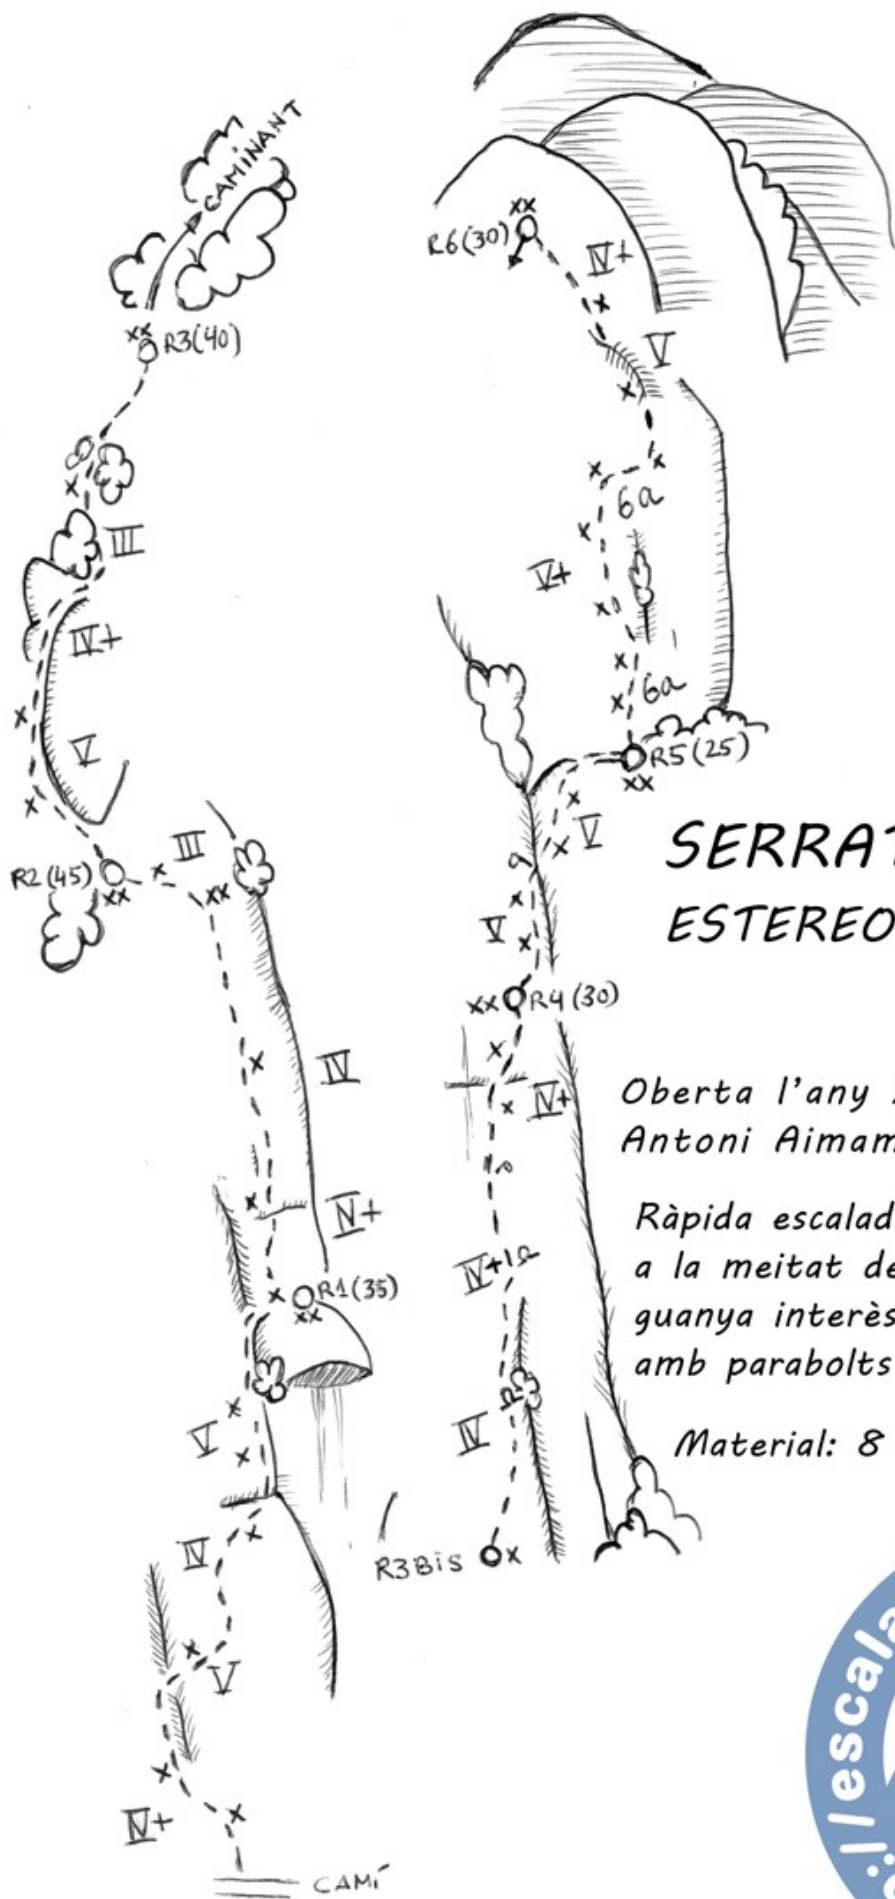 CAMINANT
R6(30)
IV+
V
R3(40)
6a
V+
III
IV+
6a
V
R5(25)
V
III
R2(45)
V
R4(30)
IV
IV+
IV+
IV+
R1(35)
V
IV
IV
R3BIS
V
IV+
CAMÍ
SERRAT
ESTEREO
Oberta l'any
Antoni Aimam
Ràpida escalad
a la meitat de
guanya interès
amb parabolts
Material: 8
escala